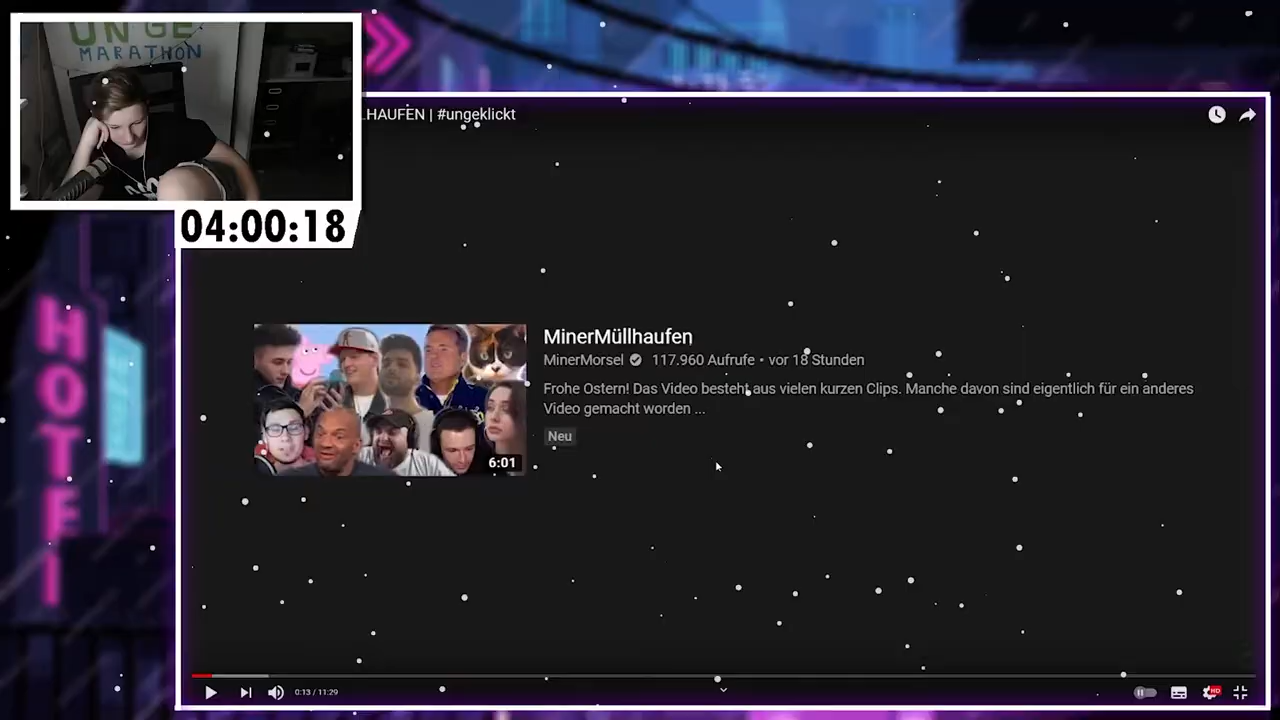 UNGE
MARATHON
LHAUFEN | #ungeklickt
04:00:18
MinerMüllhaufen
MinerMorsel 117.960 Aufrufe • vor 18 Stunden
Frohe Ostern! Das Video besteht aus vielen kurzen Clips. Manche davon sind eigentlich für ein anderes
Video gemacht worden ...
Neu
6:01
HOTEL
0:13 / 11:29
HD